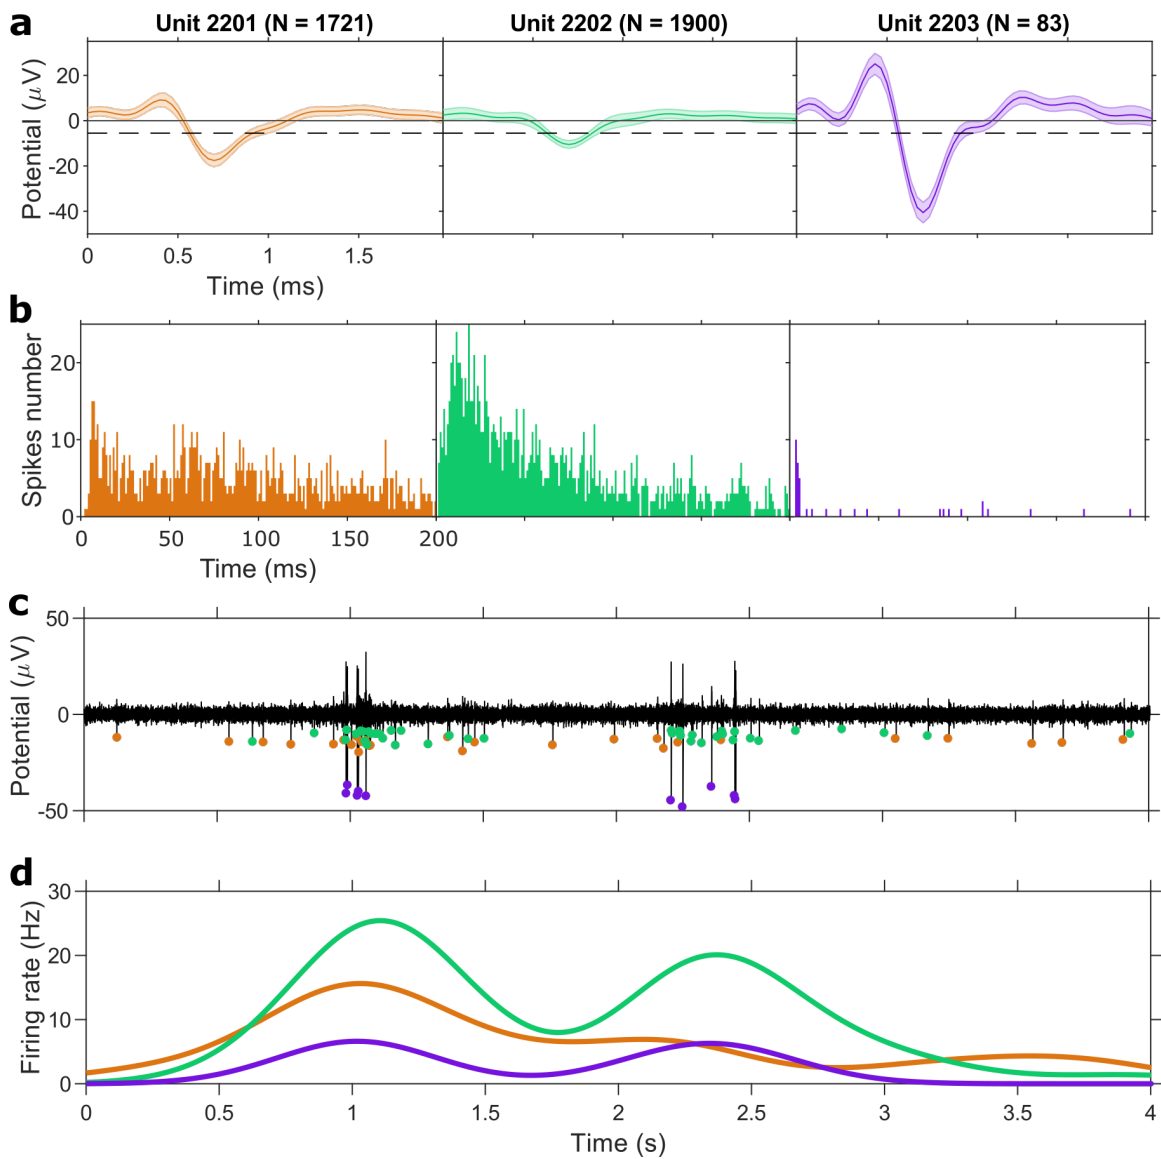 a
Unit 2201 (N = 1721) Unit 2202 (N = 1900) Unit 2203 (N = 83)
Potential (μV)
20
0
-20
-40
0 0.5 1 1.5
Time (ms)
b
Spikes number
20
10
0
0 50 100 150 200
Time (ms)
c
Potential (μV)
50
0
-50
d
Firing rate (Hz)
30
20
10
0
0 0.5 1 1.5 2 2.5 3 3.5 4
Time (s)